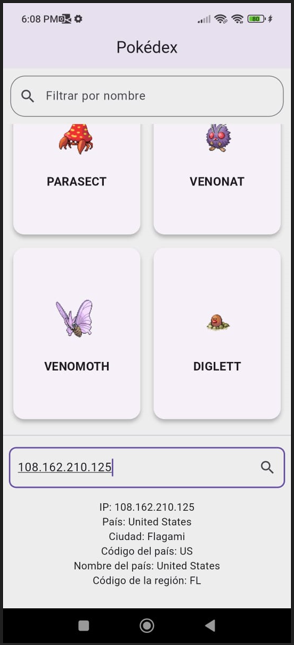 6:08 PM
Pokédex
Filtrar por nombre
PARASECT
VENONAT
VENOMOTH
DIGLETT
108.162.210.125
IP: 108.162.210.125
País: United States
Ciudad: Flagami
Código del país: US
Nombre del país: United States
Código de la región: FL